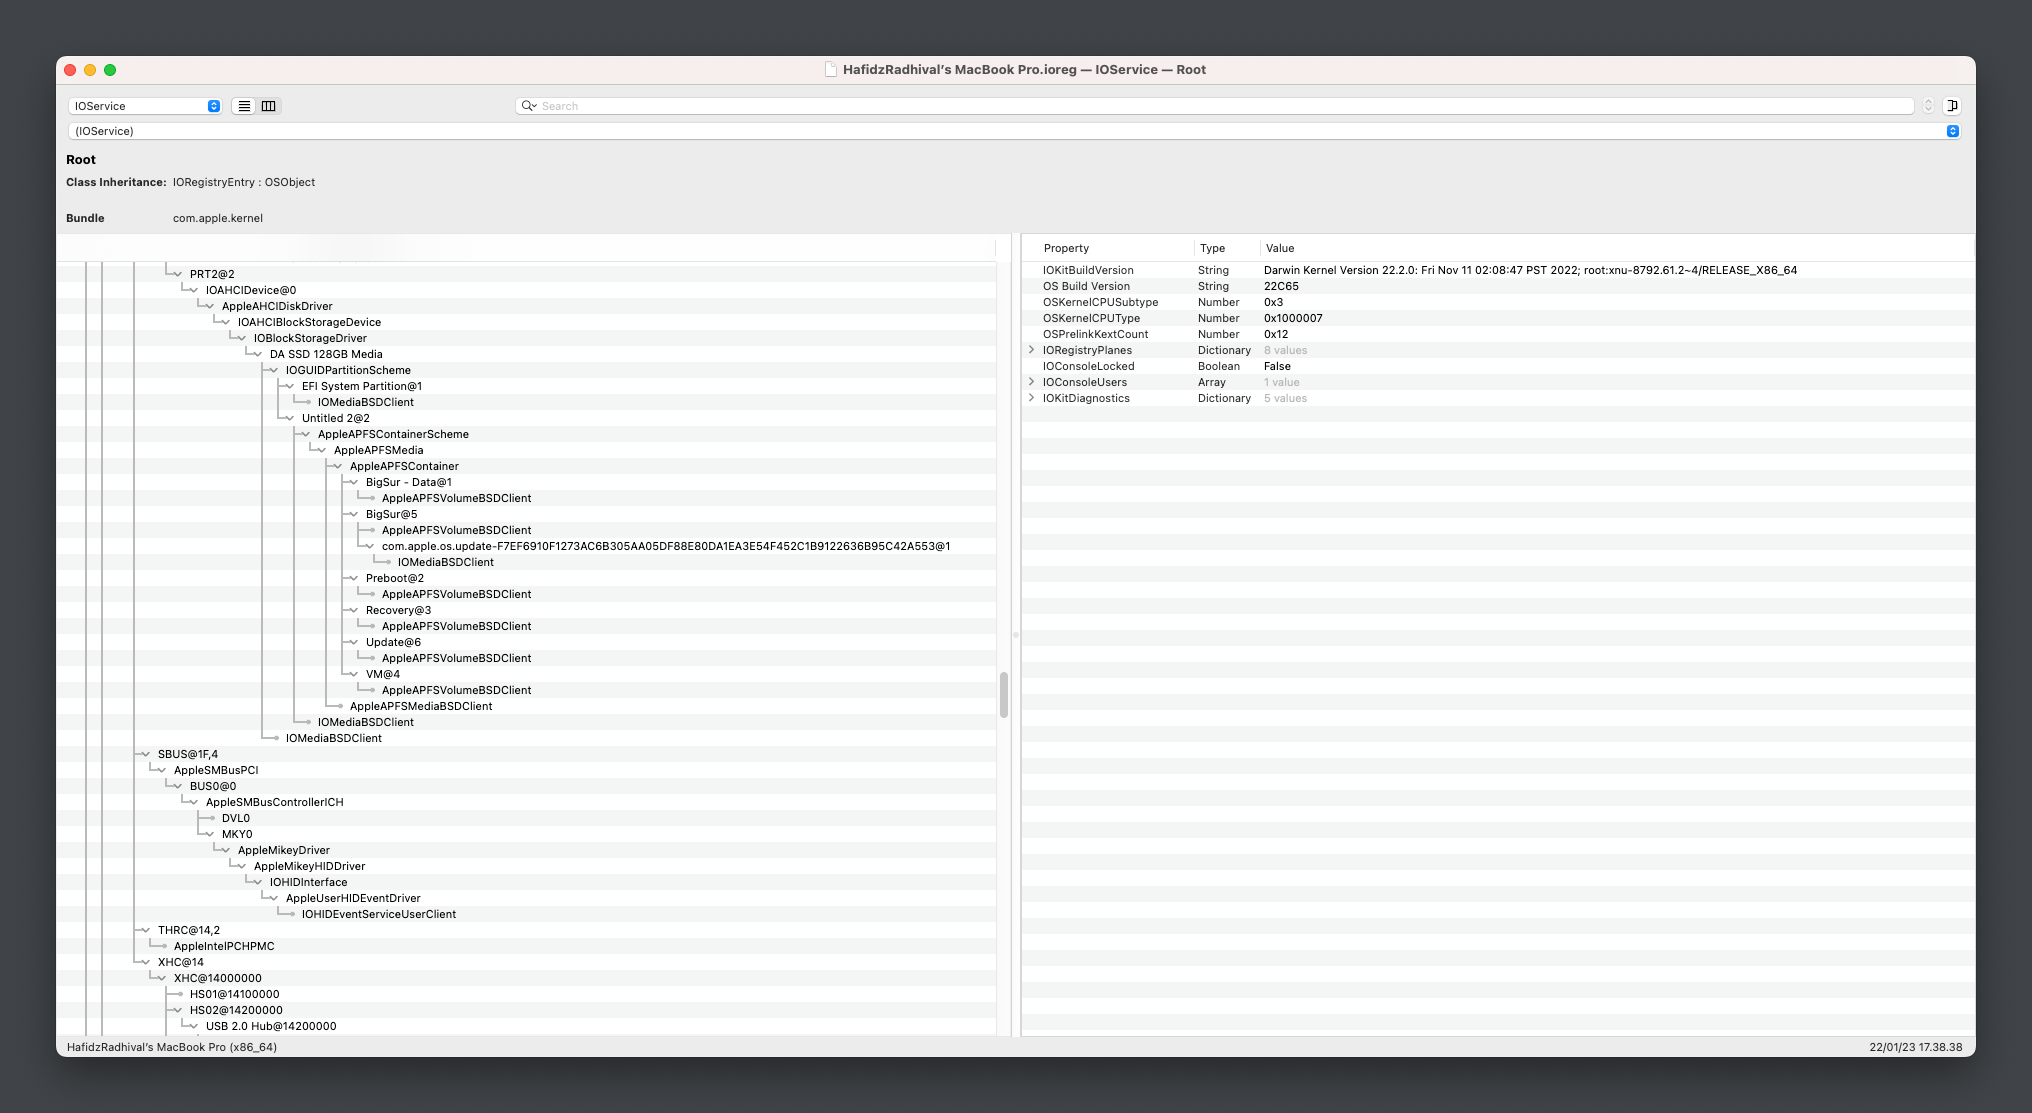 HafidzRadhival's MacBook Pro.ioreg — IOService — Root
IOService
Search
(IOService)
Root
Class Inheritance: IORegistryEntry : OSObject
Bundle com.apple.kernel
PRT2@2
IOAHCIDevice@0
AppleAHCIDiskDriver
IOAHCIBlockStorageDevice
IOBlockStorageDriver
DA SSD 128GB Media
IOGUIDPartitionScheme
EFI System Partition@1
IOMediaBSDClient
Untitled 2@2
AppleAPFSContainerScheme
AppleAPFSMedia
AppleAPFSContainer
BigSur - Data@1
AppleAPFSVolumeBSDClient
BigSur@5
AppleAPFSVolumeBSDClient
com.apple.os.update-F7EF6910F1273AC6B305AA05DF88E80DA1EA3E54F452C1B9122636B95C42A553@1
IOMediaBSDClient
Preboot@2
AppleAPFSVolumeBSDClient
Recovery@3
AppleAPFSVolumeBSDClient
Update@6
AppleAPFSVolumeBSDClient
VM@4
AppleAPFSVolumeBSDClient
AppleAPFSMediaBSDClient
IOMediaBSDClient
IOMediaBSDClient
SBUS@1F,4
AppleSMBusPCI
BUS0@0
AppleSMBusControllerICH
DVL0
MKY0
AppleMikeyDriver
AppleMikeyHIDDriver
IOHIDInterface
AppleUserHIDEventDriver
IOHIDEventServiceUserClient
THRC@14,2
AppleIntelPCHPMC
XHC@14
XHC@14000000
HS01@14100000
HS02@14200000
USB 2.0 Hub@14200000
Property Type Value
IOKitBuildVersion String Darwin Kernel Version 22.2.0: Fri Nov 11 02:08:47 PST 2022; root:xnu-8792.61.2~4/RELEASE_X86_64
OS Build Version String 22C65
OSKernelCPUSubtype Number 0x3
OSKernelCPUType Number 0x1000007
OSPrelinkKextCount Number 0x12
IORegistryPlanes Dictionary 8 values
IOConsoleLocked Boolean False
IOConsoleUsers Array 1 value
IOKitDiagnostics Dictionary 5 values
HafidzRadhival's MacBook Pro (x86_64)
22/01/23 17.38.38